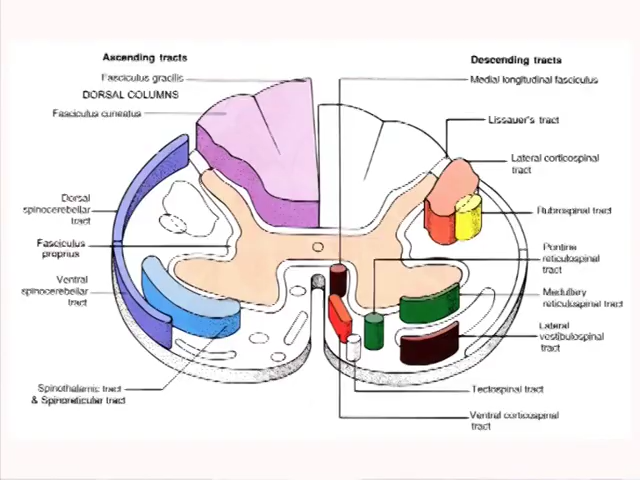 Ascending tracts
Fasciculus gracilis
DORSAL COLUMNS
Fasciculus cuneatus
Dorsal
spinocerebellar
tract
Fasciculus
proprius
Ventral
spinocerebellar
tract
Spinothalamic tract
& Spinoreticular tract
Descending tracts
Medial longitudinal fasciculus
Lissauer's tract
Lateral corticospinal
tract
Rubrospinal tract
Pontine
reticulospinal
tract
Medullary
reticulospinal tract
Lateral
vestibulospinal
tract
Tectospinal tract
Ventral corticospinal
tract